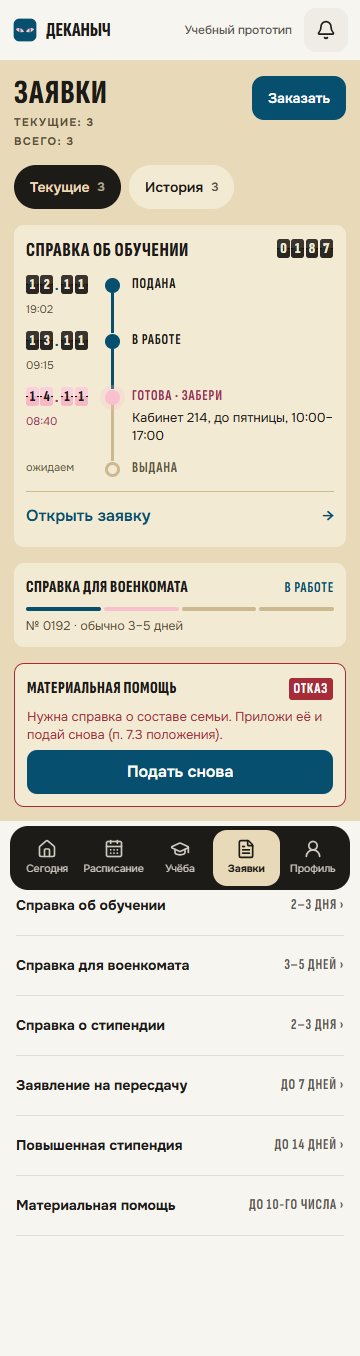 ДЕКАНЫЧ
Учебный прототип
ЗАЯВКИ
Заказать
ТЕКУЩИЕ: 3
ВСЕГО: 3
Текущие 3
История 3
СПРАВКА ОБ ОБУЧЕНИИ
0187
12.11
ПОДАНА
19:02
13.11
В РАБОТЕ
09:15
14.11
ГОТОВА · ЗАБЕРИ
08:40
Кабинет 214, до пятницы, 10:00–
17:00
ожидаем
ВЫДАНА
Открыть заявку →
СПРАВКА ДЛЯ ВОЕНКОМАТА
В РАБОТЕ
№ 0192 · обычно 3–5 дней
МАТЕРИАЛЬНАЯ ПОМОЩЬ
ОТКАЗ
Нужна справка о составе семьи. Приложи её и
подай снова (п. 7.3 положения).
Подать снова
Сегодня
Расписание
Учёба
Заявки
Профиль
Справка об обучении
2–3 ДНЯ ›
Справка для военкомата
3–5 ДНЕЙ ›
Справка о стипендии
2–3 ДНЯ ›
Заявление на пересдачу
ДО 7 ДНЕЙ ›
Повышенная стипендия
ДО 14 ДНЕЙ ›
Материальная помощь
ДО 10-ГО ЧИСЛА ›